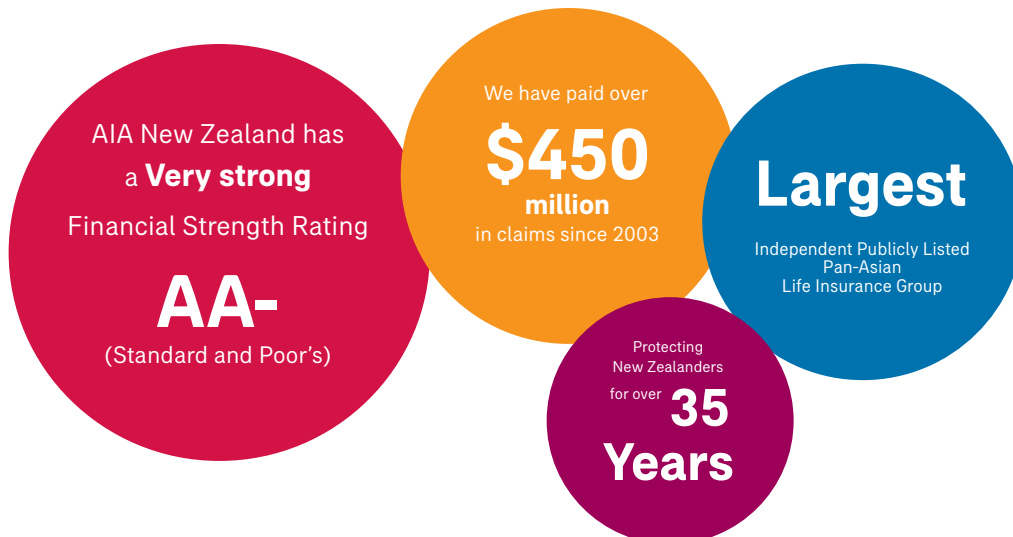 AIA New Zealand has
a Very strong
Financial Strength Rating
AA-
(Standard and Poor's)
We have paid over
$450
million
in claims since 2003
Largest
Independent Publicly Listed
Pan-Asian
Life Insurance Group
Protecting
New Zealanders
for over 35
Years